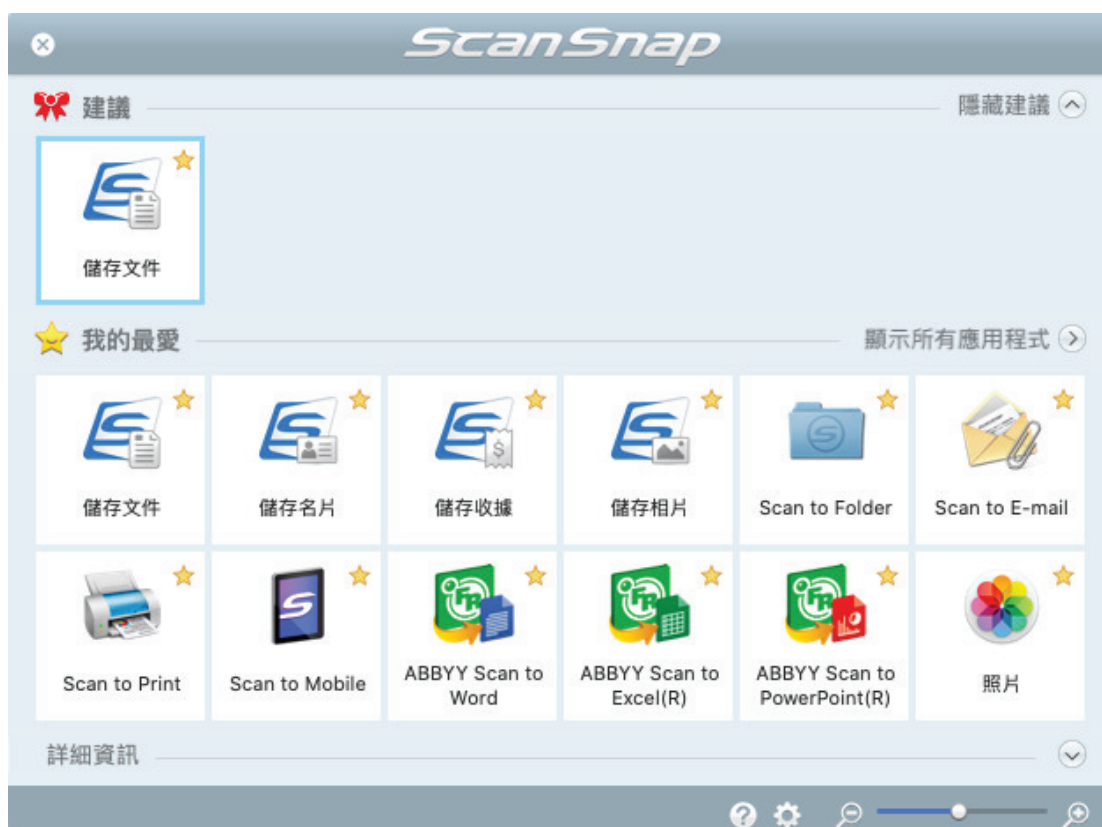 ScanSnap
建議
隱藏建議
儲存文件
我的最愛
顯示所有應用程式
儲存文件
儲存名片
儲存收據
儲存相片
Scan to Folder
Scan to E-mail
Scan to Print
Scan to Mobile
ABBYY Scan to
Word
ABBYY Scan to
Excel(R)
ABBYY Scan to
PowerPoint(R)
照片
詳細資訊